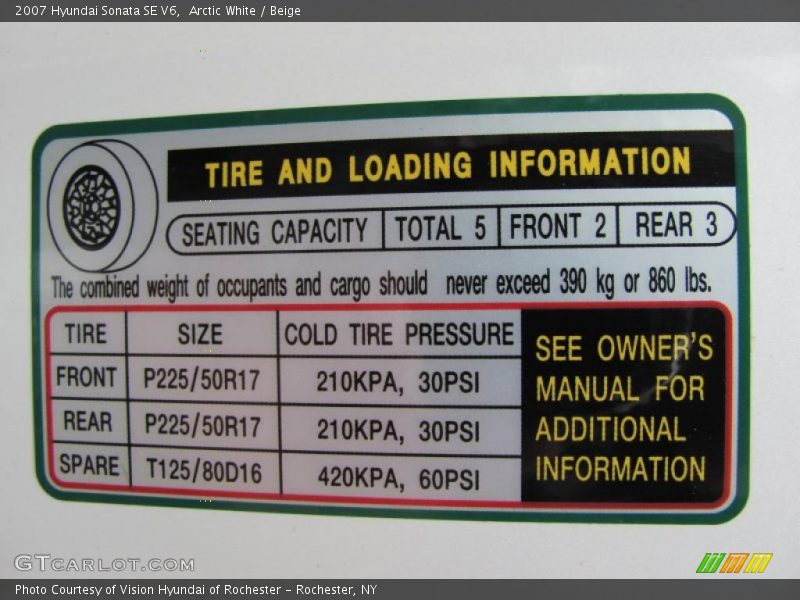 2007 Hyundai Sonata SE V6,  Arctic White / Beige
TIRE AND LOADING INFORMATION
SEATING CAPACITY TOTAL 5 FRONT 2 REAR 3
The combined weight of occupants and cargo should never exceed 390 kg or 860 lbs.
TIRE SIZE COLD TIRE PRESSURE
FRONT P225/50R17 210KPA, 30PSI
REAR P225/50R17 210KPA, 30PSI
SPARE T125/80D16 420KPA, 60PSI
SEE OWNER'S
MANUAL FOR
ADDITIONAL
INFORMATION
GTCARLOT.COM
Photo Courtesy of Vision Hyundai of Rochester - Rochester, NY